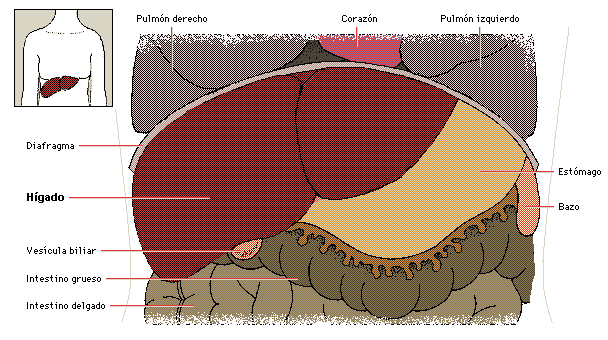 Pulmón derecho
Corazón
Pulmón izquierdo
Diafragma
Estómago
Hígado
Bazo
Vesícula biliar
Intestino grueso
Intestino delgado